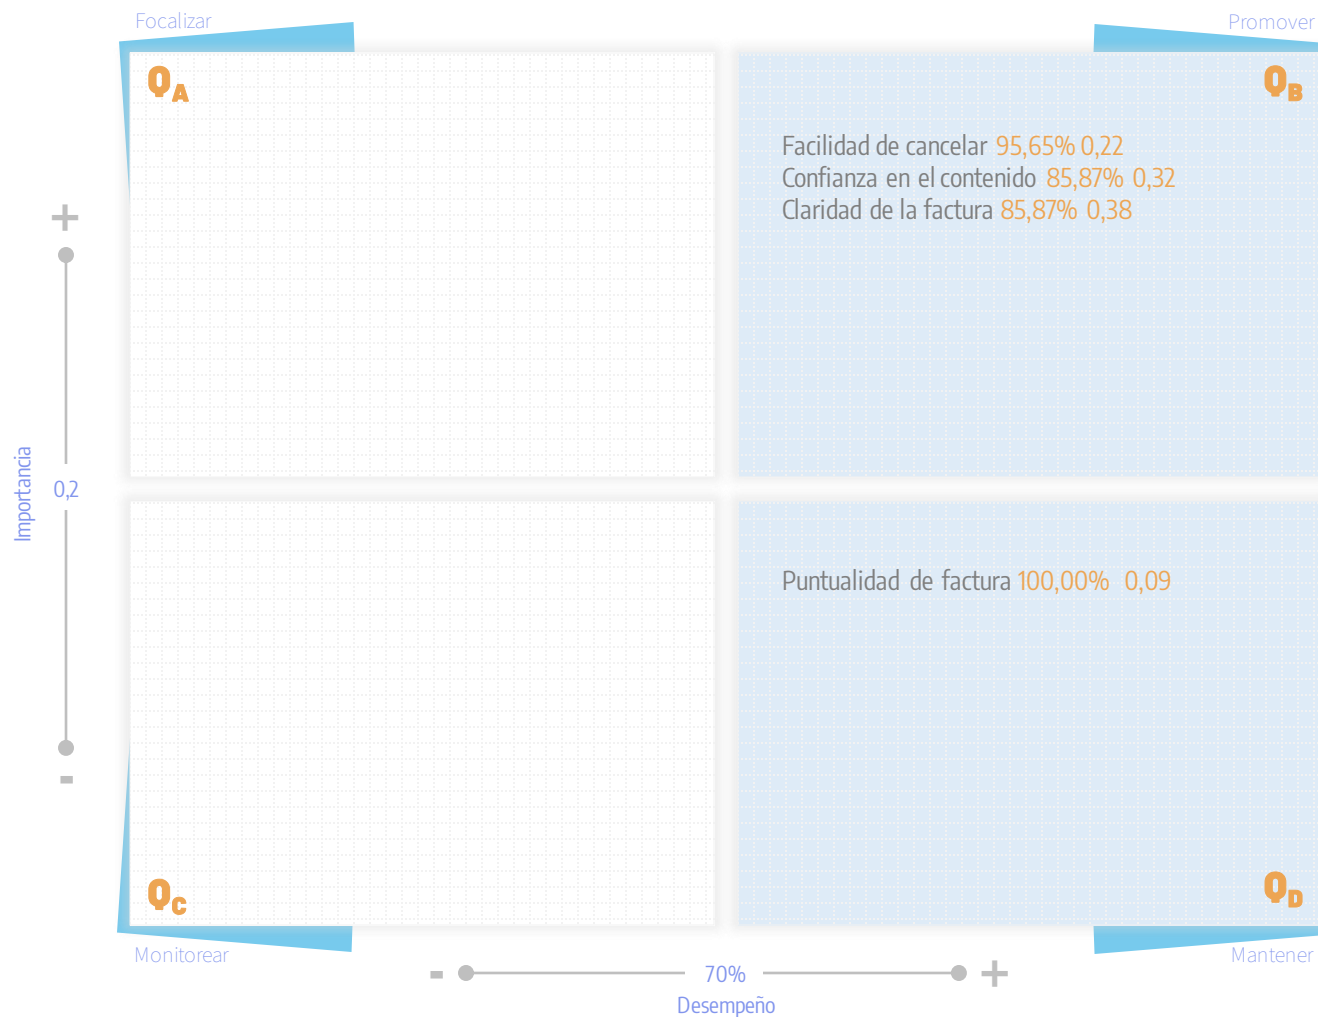 Focalizar
Promover
QA
QB
Facilidad de cancelar 95,65% 0,22
Confianza en el contenido 85,87% 0,32
Claridad de la factura 85,87% 0,38
+
Importancia
0,2
-
Puntualidad de factura 100,00% 0,09
QC
QD
Monitorear
Mantener
- 70% +
Desempeño